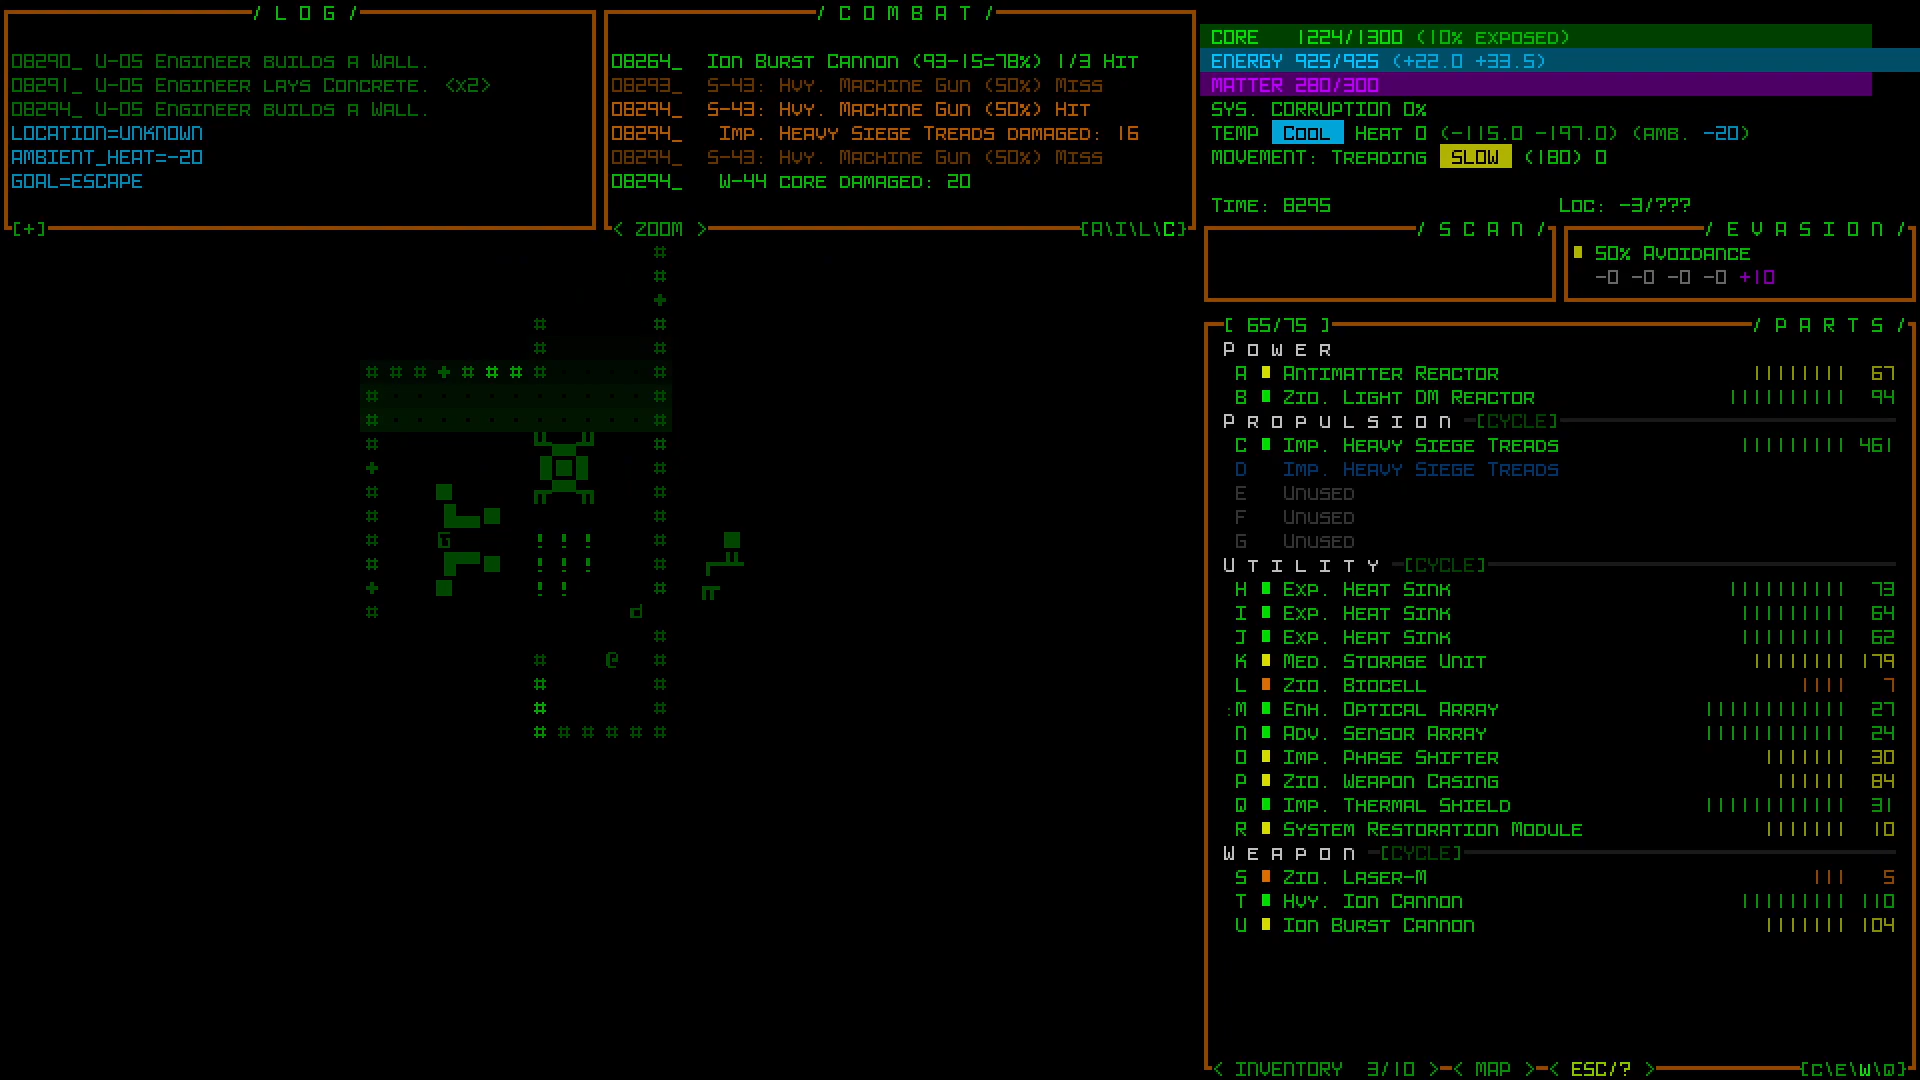 / L O G /
08290_ U-05 Engineer builds a Wall.
08291_ U-05 Engineer lays Concrete. <x2>
08294_ U-05 Engineer builds a Wall.
LOCATION=UNKNOWN
AMBIENT_HEAT=-20
GOAL=ESCAPE
[+]
/ C O M B A T /
08264_ Ion Burst Cannon (93-15=78%) 1/3 Hit
08293_ S-43: Hvy. Machine Gun (50%) Miss
08294_ S-43: Hvy. Machine Gun (50%) Hit
08294_ Imp. Heavy Siege Treads damaged: 16
08294_ S-43: Hvy. Machine Gun (50%) Miss
08294_ W-44 core damaged: 20
< ZOOM >
[A\I\L\C]
CORE 1224/1300 (10% EXPOSED)
ENERGY 925/925 (+22.0 +33.5)
MATTER 280/300
SYS. CORRUPTION 0%
TEMP Cool HEAT 0 (-115.0 -197.0) (AMB. -20)
MOVEMENT: Treading SLOW (180) 0
Time: 8295 Loc: -3/???
/ S C A N /
/ E V A S I O N /
50% Avoidance
-0 -0 -0 -0 +10
[ 65/75 ] / P A R T S /
P o w e r
A Antimatter Reactor 67
B Zio. Light DM Reactor 94
P r o p u l s i o n [CYCLE]
C Imp. Heavy Siege Treads 461
D Imp. Heavy Siege Treads
E Unused
F Unused
G Unused
U t i l i t y [CYCLE]
H Exp. Heat Sink 73
I Exp. Heat Sink 64
J Exp. Heat Sink 62
K Med. Storage Unit 179
L Zio. Biocell 7
:M Enh. Optical Array 27
N Adv. Sensor Array 24
O Imp. Phase Shifter 30
P Zio. Weapon Casing 84
Q Imp. Thermal Shield 31
R System Restoration Module 10
W e a p o n [CYCLE]
S Zio. Laser-M 5
T Hvy. Ion Cannon 110
U Ion Burst Cannon 104
< INVENTORY 3/10 > < MAP > < ESC/? > [C\E\W\Q]
G
! ! !
! ! !
! !
d
@